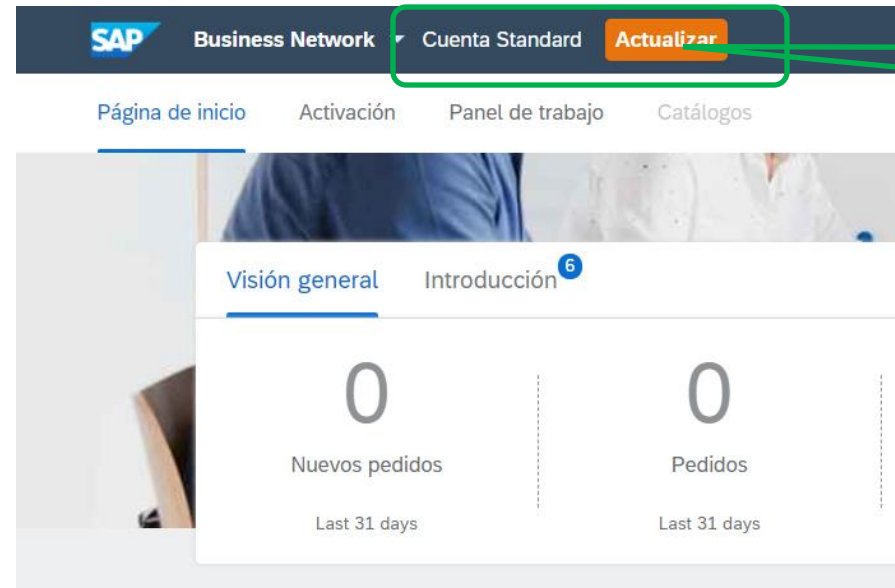 SAP Business Network Cuenta Standard Actualizar
Página de inicio Activación Panel de trabajo Catálogos
Visión general Introducción 6
0 0
Nuevos pedidos Pedidos
Last 31 days Last 31 days